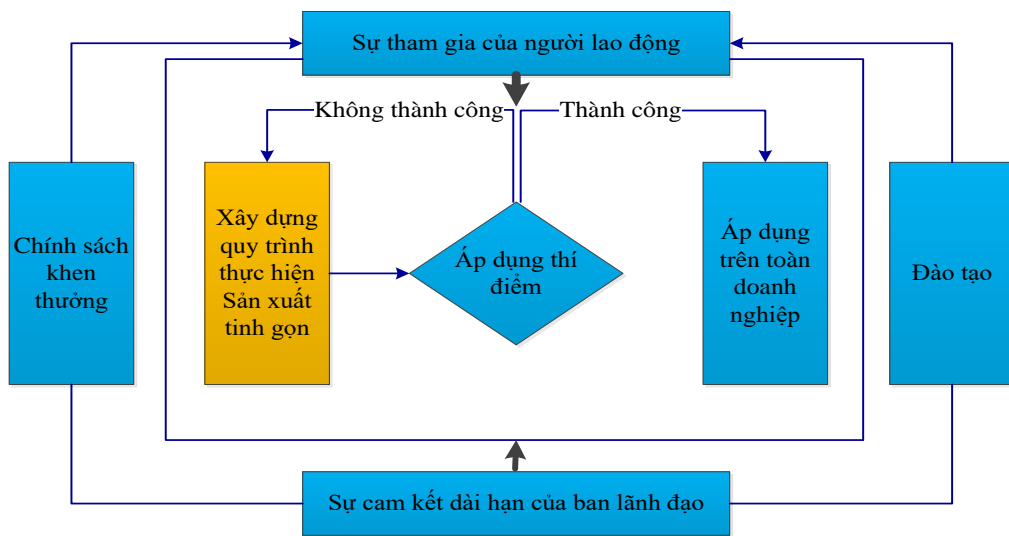 Sự tham gia của người lao động
Không thành công
Thành công
Chính sách
khen
thưởng
Xây dựng
quy trình
thực hiện
Sản xuất
tinh gọn
Áp dụng thí
điểm
Áp dụng
trên toàn
doanh
nghiệp
Đào tạo
Sự cam kết dài hạn của ban lãnh đạo